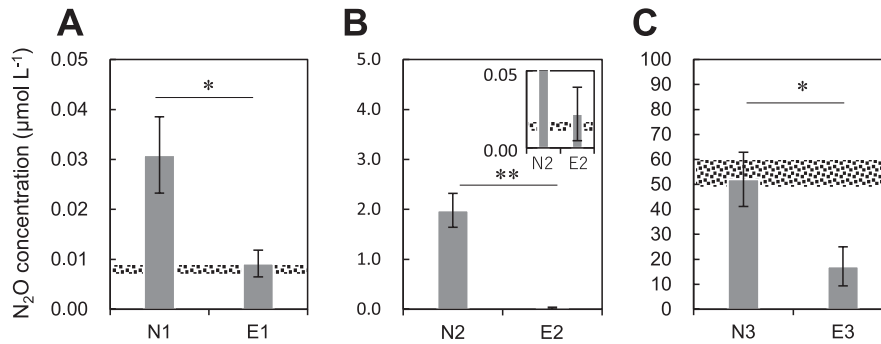 A
B
C
N₂O concentration (µmol L⁻¹)
0.05
0.04
0.03
0.02
0.01
0.00
*
N1
E1
5.0
4.0
3.0
2.0
1.0
0.0
0.05
0.00
N2
E2
**
N2
E2
100
90
80
70
60
50
40
30
20
10
0
*
N3
E3